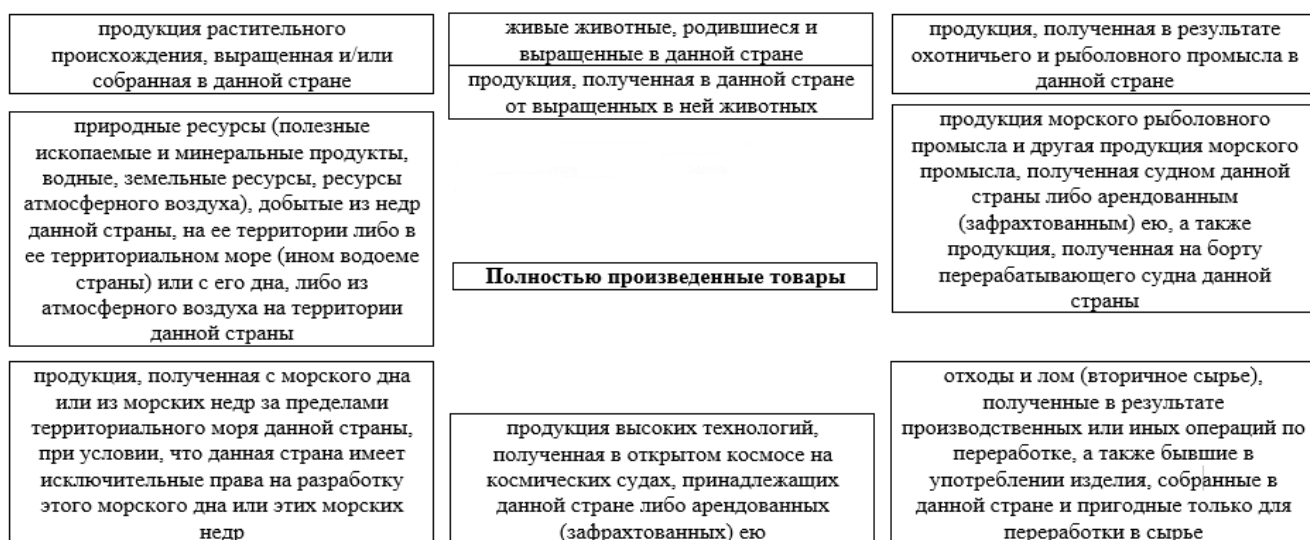 продукция растительного
происхождения, выращенная и/или
собранная в данной стране
живые животные, родившиеся и
выращенные в данной стране
продукция, полученная в данной стране
от выращенных в ней животных
продукция, полученная в результате
охотничьего и рыболовного промысла в
данной стране
природные ресурсы (полезные
ископаемые и минеральные продукты,
водные, земельные ресурсы, ресурсы
атмосферного воздуха), добытые из недр
данной страны, на ее территории либо в
ее территориальном море (ином водоеме
страны) или с его дна, либо из
атмосферного воздуха на территории
данной страны
Полностью произведенные товары
продукция морского рыболовного
промысла и другая продукция морского
промысла, полученная судном данной
страны либо арендованным
(зафрахтованным) ею, а также
продукция, полученная на борту
перерабатывающего судна данной
страны
продукция, полученная с морского дна
или из морских недр за пределами
территориального моря данной страны,
при условии, что данная страна имеет
исключительные права на разработку
этого морского дна или этих морских
недр
продукция высоких технологий,
полученная в открытом космосе на
космических судах, принадлежащих
данной стране либо арендованных
(зафрахтованных) ею
отходы и лом (вторичное сырье),
полученные в результате
производственных или иных операций по
переработке, а также бывшие в
употреблении изделия, собранные в
данной стране и пригодные только для
переработки в сырье